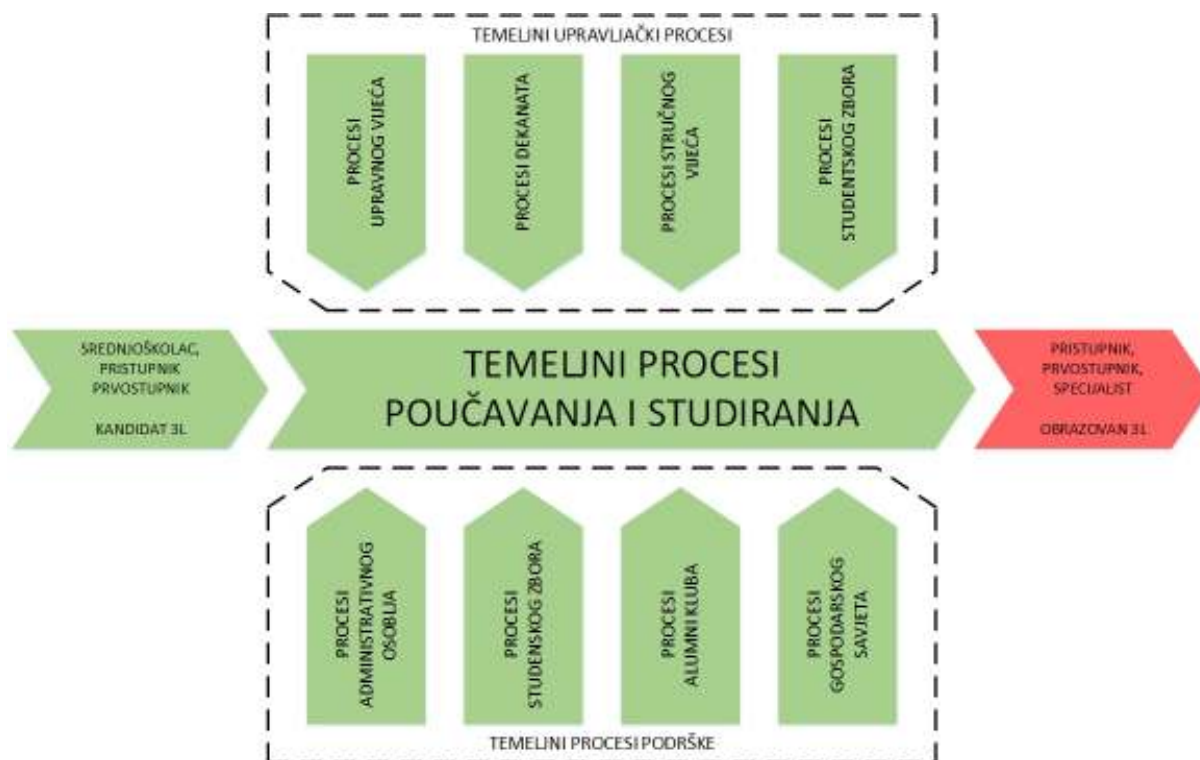 TEMELJNI UPRAVLJAČKI PROCESI
PROCESI
UPRAVNOG VIJEĆA
PROCESI DEKANATA
PROCESI STRUČNOG
VIJEĆA
PROCESI
STUDENTSKOG ZBORA
SREDNJOŠKOLAC,
PRISTUPNIK
PRVOSTUPNIK
KANDIDAT 3L
TEMELJNI PROCESI
POUČAVANJA I STUDIRANJA
PRISTUPNIK,
PRVOSTUPNIK,
SPECIJALIST
OBRAZOVAN 3L
PROCESI
ADMINISTRATIVNOG
OSOBLJA
PROCESI
STUDENSKOG ZBORA
PROCESI
ALUMNI KLUBA
PROCESI
GOSPODARSKOG
SAVJETA
TEMELJNI PROCESI PODRŠKE